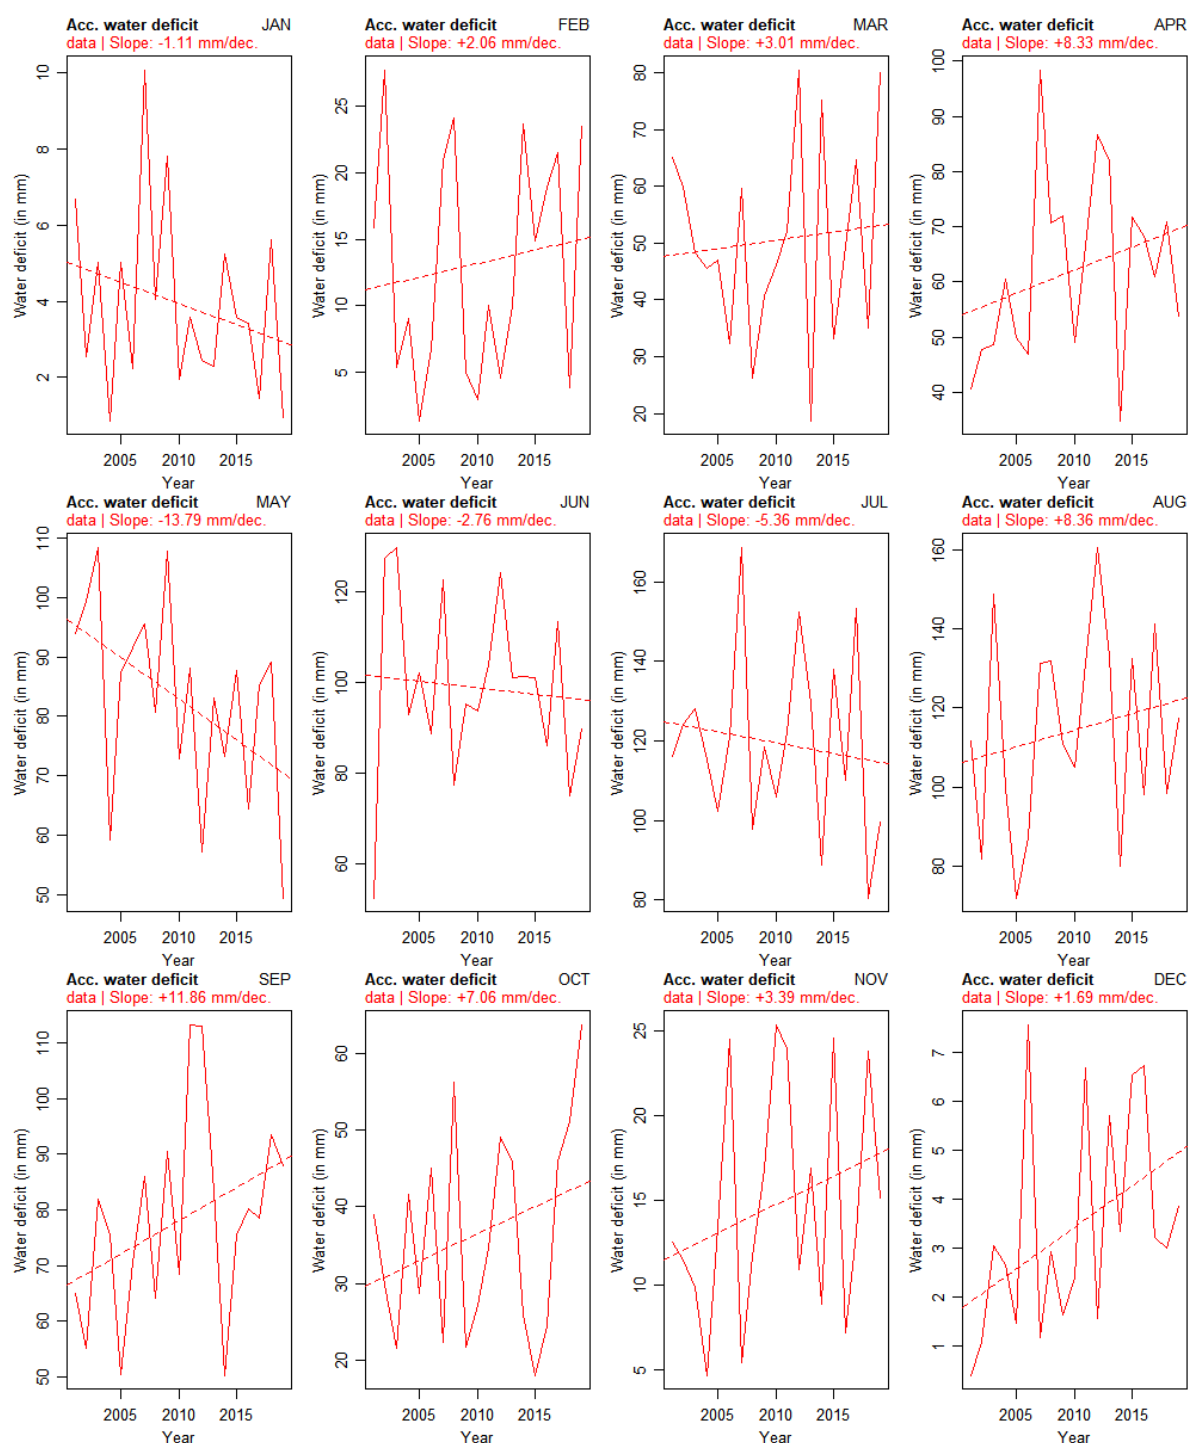 Acc. water deficit JAN
data | Slope: -1.11 mm/dec.
Water deficit (in mm)
10
8
6
4
2
2005 2010 2015
Year
Acc. water deficit FEB
data | Slope: +2.06 mm/dec.
Water deficit (in mm)
25
20
15
10
5
2005 2010 2015
Year
Acc. water deficit MAR
data | Slope: +3.01 mm/dec.
Water deficit (in mm)
80
70
60
50
40
30
20
2005 2010 2015
Year
Acc. water deficit APR
data | Slope: +8.33 mm/dec.
Water deficit (in mm)
100
90
80
70
60
50
40
2005 2010 2015
Year
Acc. water deficit MAY
data | Slope: -13.79 mm/dec.
Water deficit (in mm)
110
100
90
80
70
60
50
2005 2010 2015
Year
Acc. water deficit JUN
data | Slope: -2.76 mm/dec.
Water deficit (in mm)
120
100
80
60
2005 2010 2015
Year
Acc. water deficit JUL
data | Slope: -5.36 mm/dec.
Water deficit (in mm)
160
140
120
100
80
2005 2010 2015
Year
Acc. water deficit AUG
data | Slope: +8.36 mm/dec.
Water deficit (in mm)
160
140
120
100
80
2005 2010 2015
Year
Acc. water deficit SEP
data | Slope: +11.86 mm/dec.
Water deficit (in mm)
110
100
90
80
70
60
50
2005 2010 2015
Year
Acc. water deficit OCT
data | Slope: +7.06 mm/dec.
Water deficit (in mm)
60
50
40
30
20
2005 2010 2015
Year
Acc. water deficit NOV
data | Slope: +3.39 mm/dec.
Water deficit (in mm)
25
20
15
10
5
2005 2010 2015
Year
Acc. water deficit DEC
data | Slope: +1.69 mm/dec.
Water deficit (in mm)
7
6
5
4
3
2
1
2005 2010 2015
Year